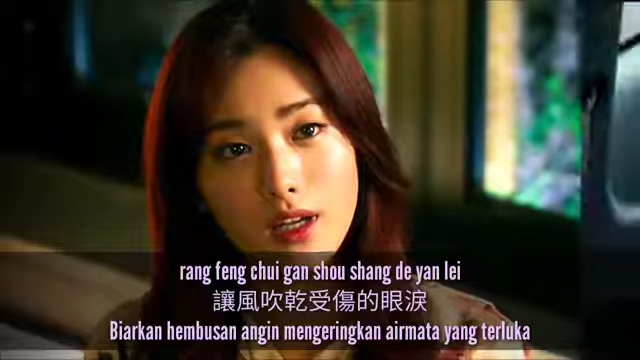 rang feng chui gan shou shang de yan lei
讓風吹乾受傷的眼淚
Biarkan hembusan angin mengeringkan airmata yang terluka